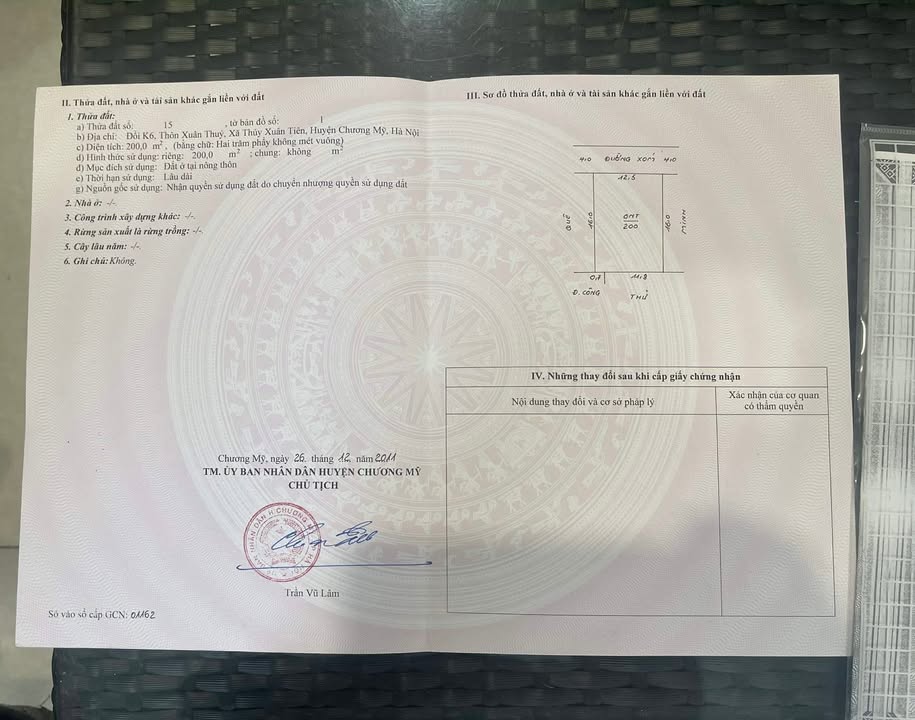 II. Thửa đất, nhà ở và tài sản khác gắn liền với đất
1. Thửa đất:
a) Thửa đất số: 15 , tờ bản đồ số: 1
b) Địa chỉ: Đồi K6, Thôn Xuân Thuỷ, Xã Thủy Xuân Tiên, Huyện Chương Mỹ, Hà Nội
c) Diện tích: 200,0 m², (bằng chữ: Hai trăm phẩy không mét vuông)
d) Hình thức sử dụng: riêng: 200,0 m² ; chung: không m²
đ) Mục đích sử dụng: Đất ở tại nông thôn
e) Thời hạn sử dụng: Lâu dài
g) Nguồn gốc sử dụng: Nhận quyền sử dụng đất do chuyển nhượng quyền sử dụng đất
2. Nhà ở: -/-
3. Công trình xây dựng khác: -/-.
4. Rừng sản xuất là rừng trồng: -/-.
5. Cây lâu năm: -/-.
6. Ghi chú: Không.
Chương Mỹ, ngày 26 tháng 12 năm 2011
TM. ỦY BAN NHÂN DÂN HUYỆN CHƯƠNG MỸ
CHỦ TỊCH
Trần Vũ Lâm
Số vào sổ cấp GCN: 01162
III. Sơ đồ thửa đất, nhà ở và tài sản khác gắn liền với đất
4.0 ĐƯỜNG XÓM 4.0
12.5
QUẾ 16.0 ONT 16.0 MINH
200
0,7 11,8
Đ. CÔNG THƯ
IV. Những thay đổi sau khi cấp giấy chứng nhận
Nội dung thay đổi và cơ sở pháp lý
Xác nhận của cơ quan
có thẩm quyền